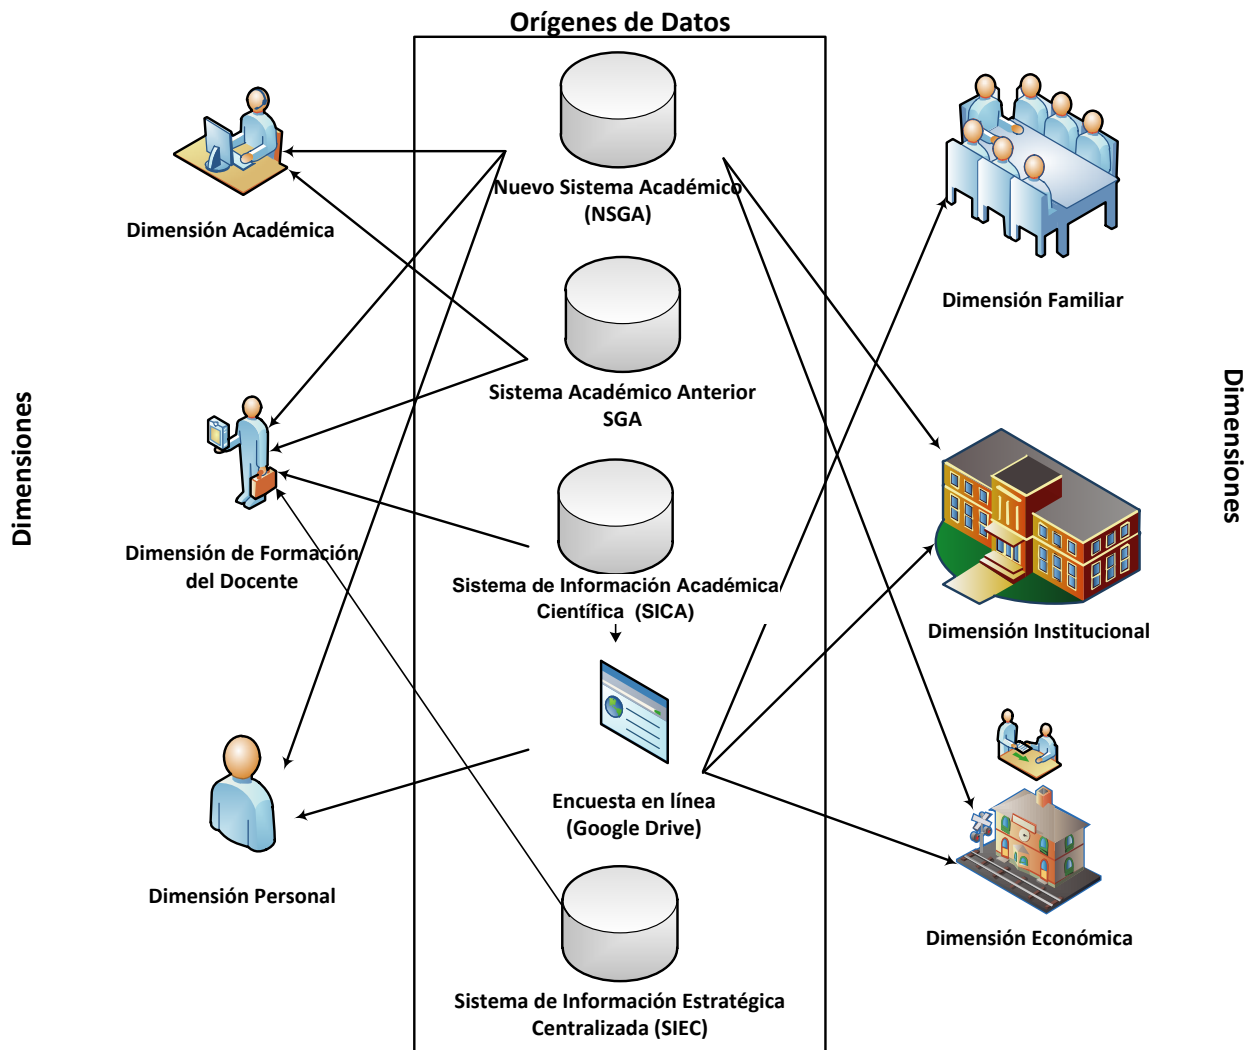 Orígenes de Datos
Nuevo Sistema Académico
(NSGA)
Dimensión Académica
Dimensión Familiar
Sistema Académico Anterior
SGA
Dimensiones
Dimensiones
Dimensión de Formación
del Docente
Sistema de Información Académica
Científica (SICA)
Dimensión Institucional
Encuesta en línea
(Google Drive)
Dimensión Personal
Dimensión Económica
Sistema de Información Estratégica
Centralizada (SIEC)